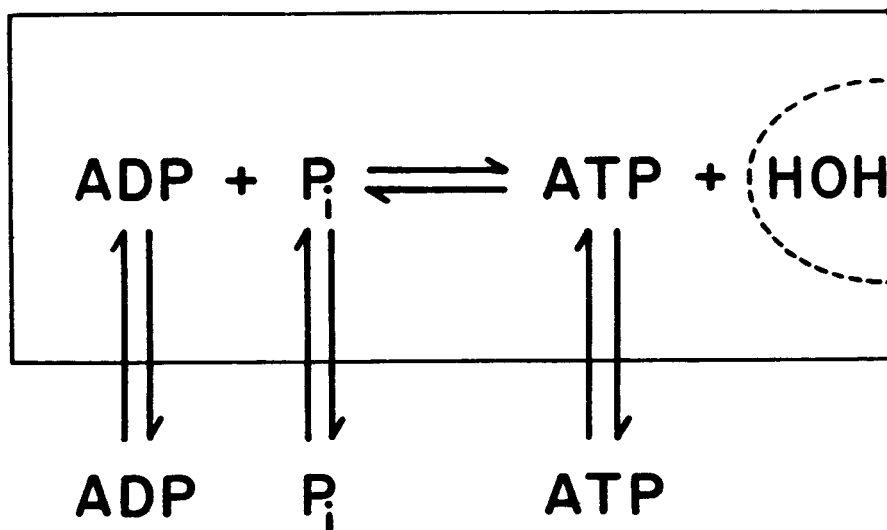 ADP + Pi ⇌ ATP + HOH
ADP Pi ATP